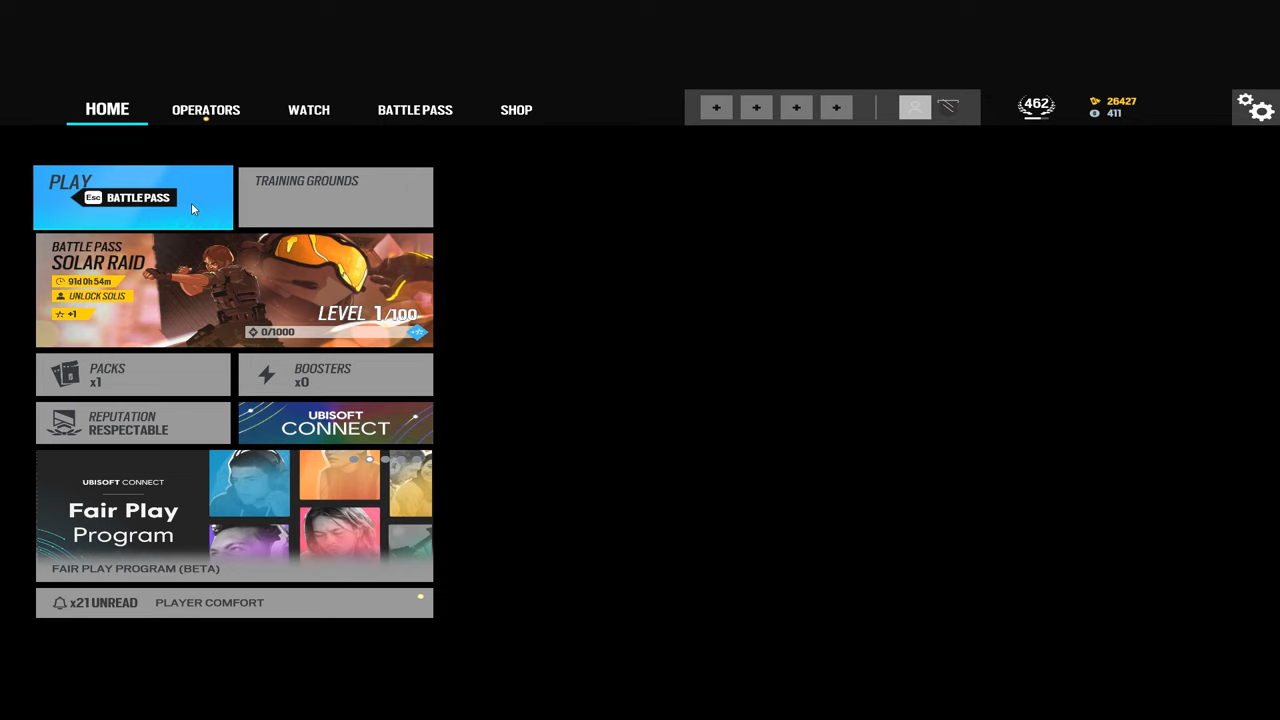 HOME OPERATORS WATCH BATTLE PASS SHOP + + + + 462 26427
411
PLAY
Esc BATTLE PASS
TRAINING GROUNDS
BATTLE PASS
SOLAR RAID
91d 0h 54m
UNLOCK SOLIS
+1
LEVEL 1/100
0/1000
PACKS
x1
BOOSTERS
x0
REPUTATION
RESPECTABLE
UBISOFT
CONNECT
UBISOFT CONNECT
Fair Play
Program
FAIR PLAY PROGRAM (BETA)
x21 UNREAD PLAYER COMFORT